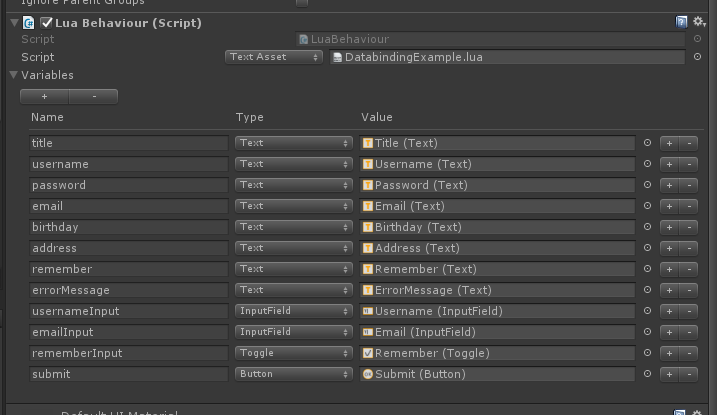 Ignore Parent Groups
Lua Behaviour (Script)
Script LuaBehaviour
Script Text Asset DatabindingExample.lua
Variables
+ -
Name Type Value
title Text Title (Text) + -
username Text Username (Text) + -
password Text Password (Text) + -
email Text Email (Text) + -
birthday Text Birthday (Text) + -
address Text Address (Text) + -
remember Text Remember (Text) + -
errorMessage Text ErrorMessage (Text) + -
usernameInput InputField Username (InputField) + -
emailInput InputField Email (InputField) + -
rememberInput Toggle Remember (Toggle) + -
submit Button Submit (Button) + -
Default UI Material